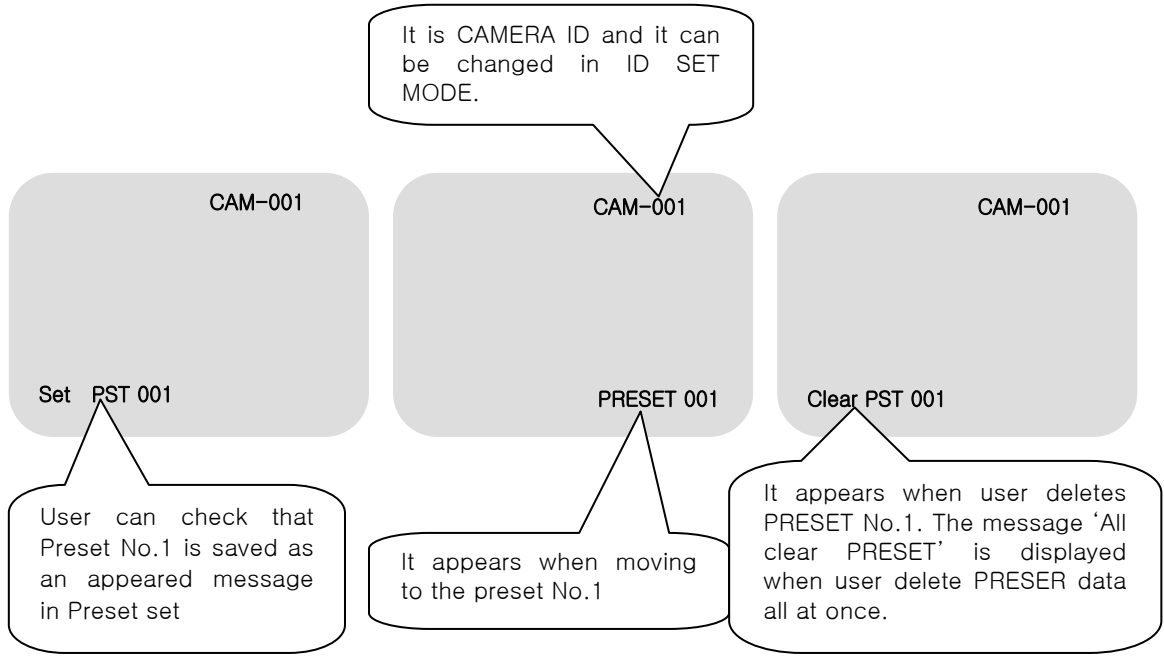 It is CAMERA ID and it can
be changed in ID SET
MODE.
CAM-001
CAM-001
CAM-001
Set PST 001
PRESET 001
Clear PST 001
User can check that
Preset No.1 is saved as
an appeared message
in Preset set
It appears when moving
to the preset No.1
It appears when user deletes
PRESET No.1. The message ‘All
clear PRESET’ is displayed
when user delete PRESER data
all at once.